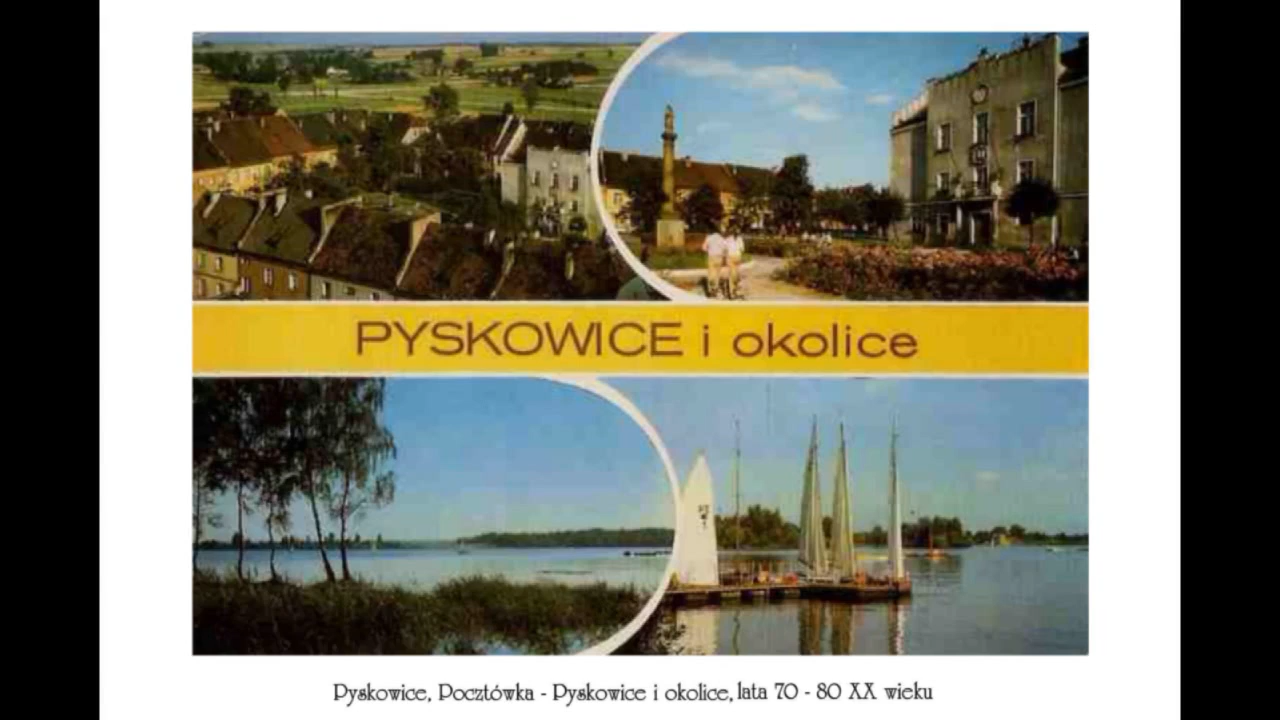 PYSKOWICE i okolice
Pyskowice, Pocztówka - Pyskowice i okolice, lata 70 - 80 XX wieku